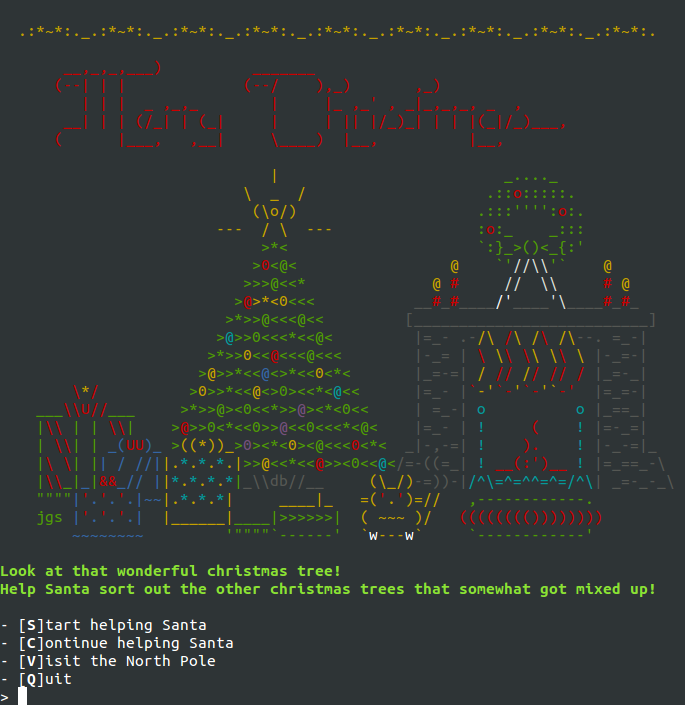 jgs
Look at that wonderful christmas tree!
Help Santa sort out the other christmas trees that somewhat got mixed up!
- [S]tart helping Santa
- [C]ontinue helping Santa
- [V]isit the North Pole
- [Q]uit
>